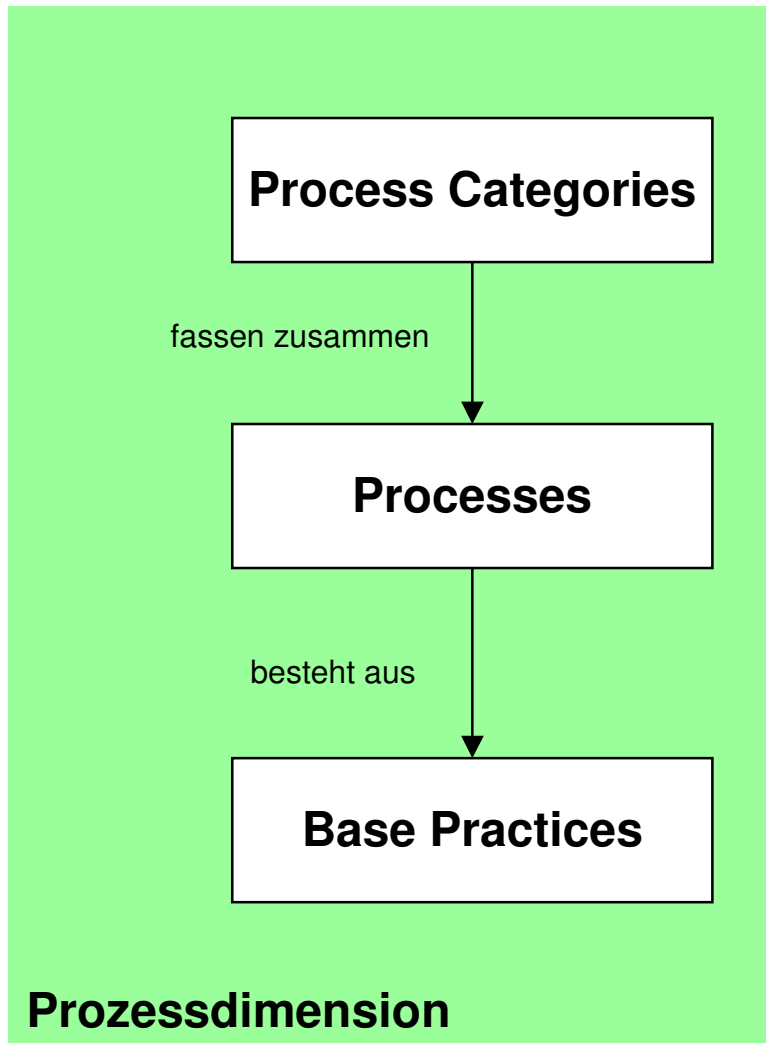 Process Categories
fassen zusammen
Processes
besteht aus
Base Practices
Prozessdimension